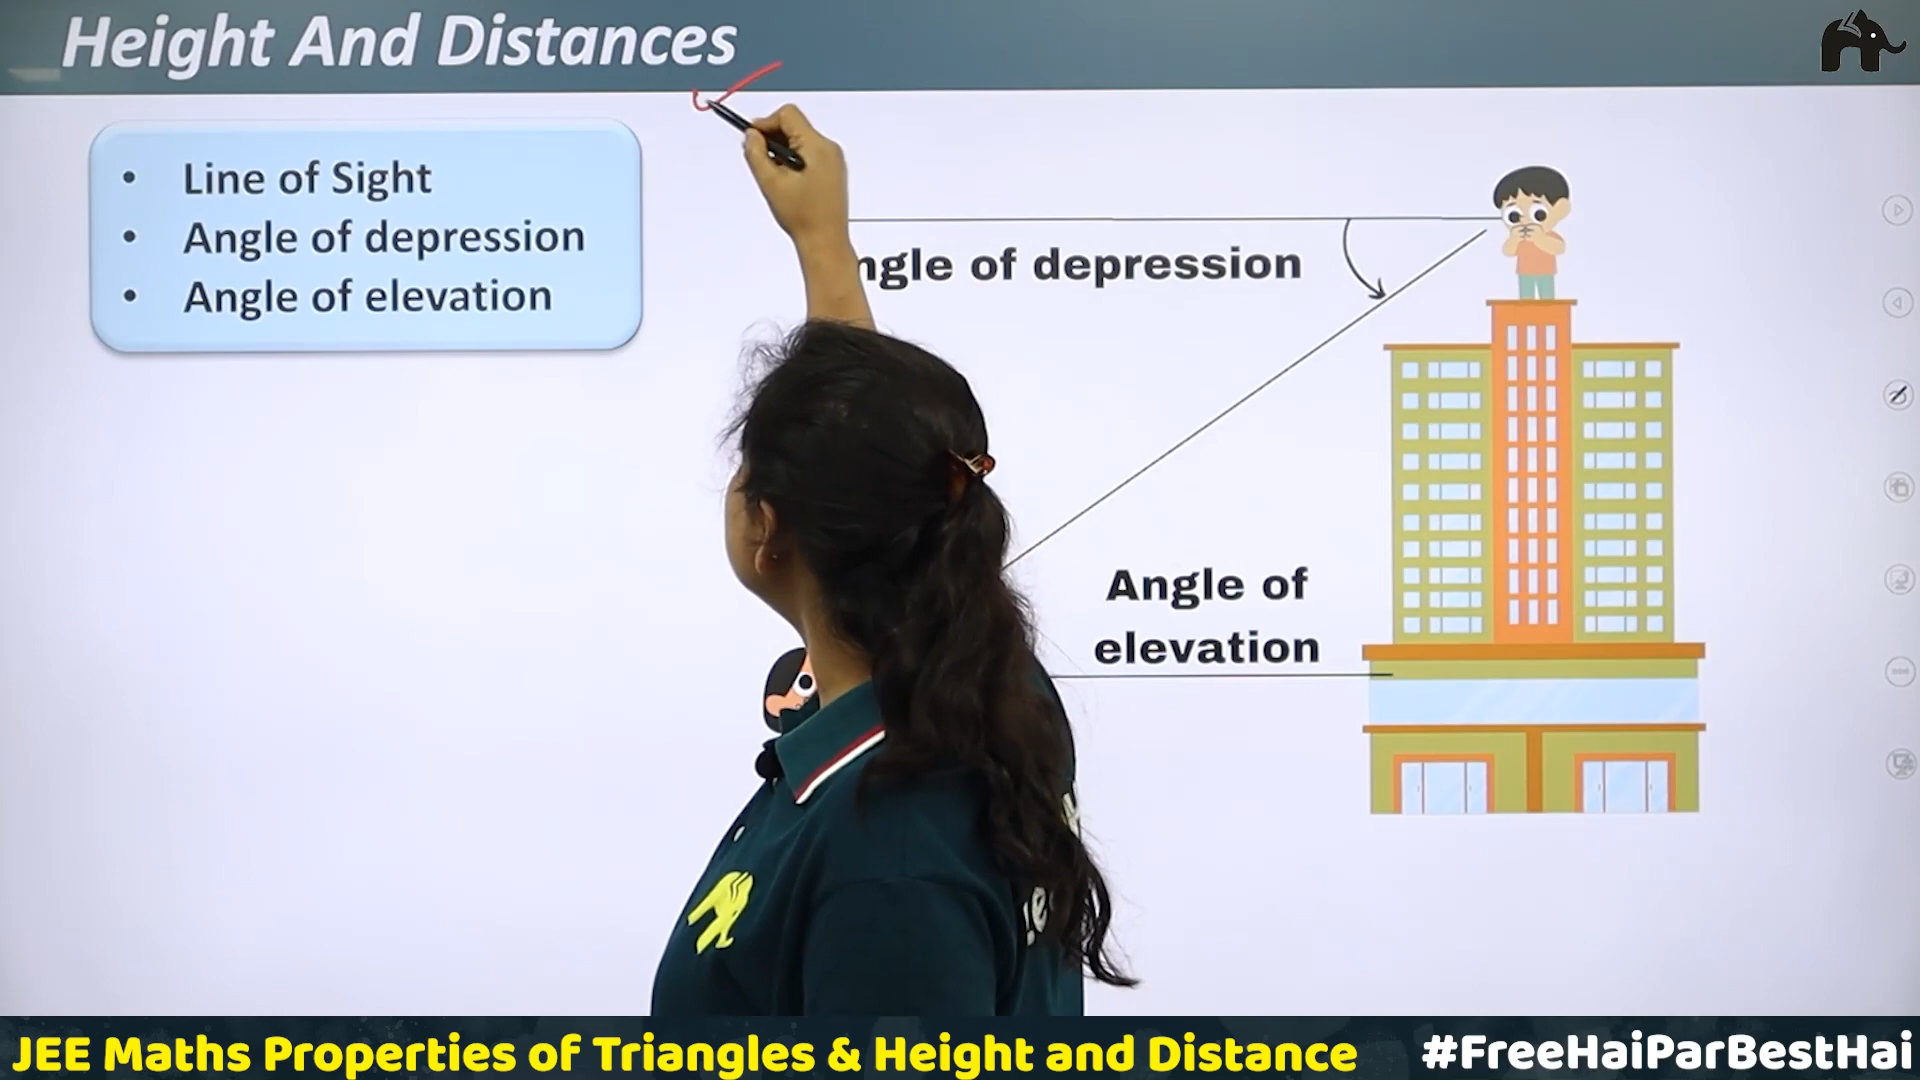 Height And Distances
• Line of Sight
• Angle of depression
• Angle of elevation
ngle of depression
Angle of
elevation
JEE Maths Properties of Triangles & Height and Distance
#FreeHaiParBestHai